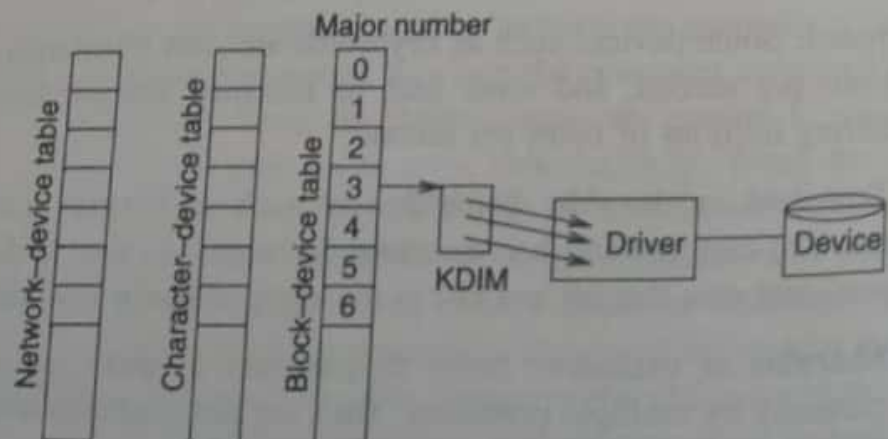 Major number
Network-device table
Character-device table
Block-device table
0
1
2
3
4
5
6
KDIM
Driver
Device